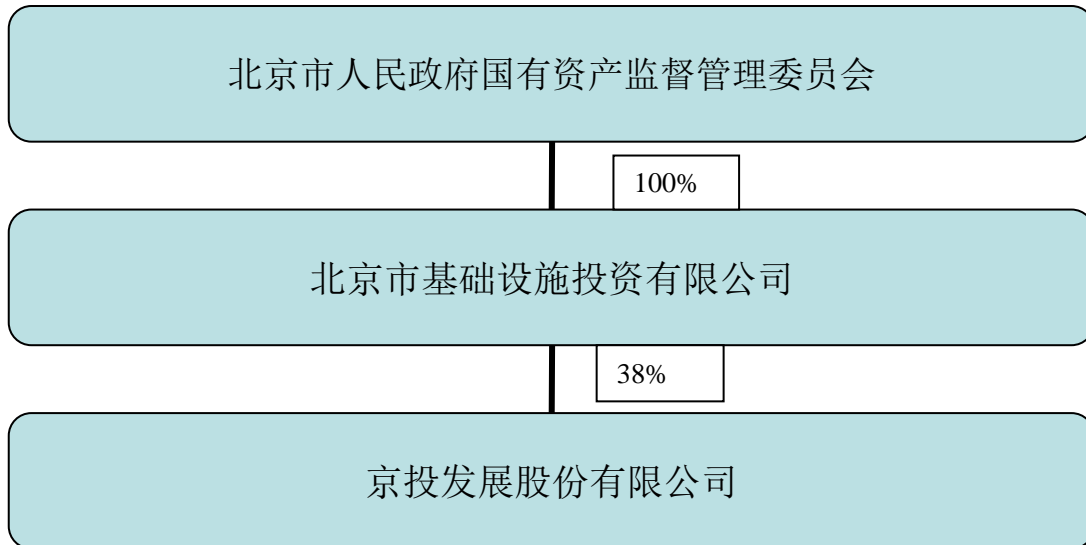 北京市人民政府国有资产监督管理委员会
100%
北京市基础设施投资有限公司
38%
京投发展股份有限公司